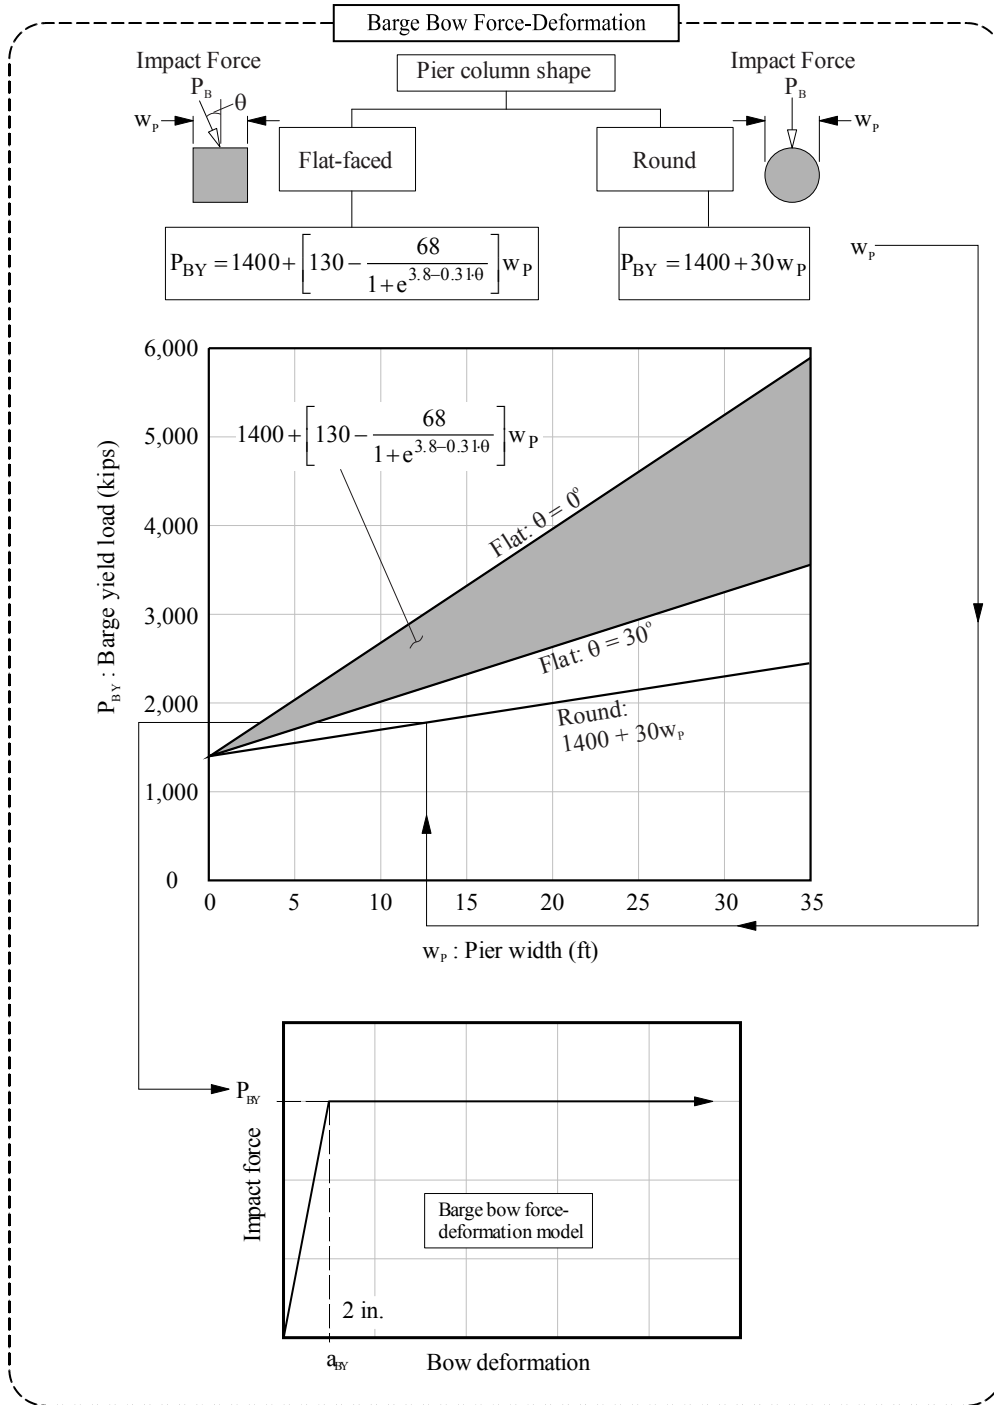 Barge Bow Force-Deformation
Impact Force
P_B
θ
w_P
Pier column shape
Flat-faced
Round
Impact Force
P_B
w_P
P_BY = 1400 + [130 − 68 / (1 + e^(3.8−0.31·θ))] w_P
P_BY = 1400 + 30w_P
w_P
6,000
5,000
4,000
3,000
2,000
1,000
0
P_BY : Barge yield load (kips)
1400 + [130 − 68 / (1 + e^(3.8−0.31·θ))] w_P
Flat: θ = 0°
Flat: θ = 30°
Round:
1400 + 30w_P
0 5 10 15 20 25 30 35
w_P : Pier width (ft)
P_BY
Impact force
Barge bow force-
deformation model
2 in.
a_BY
Bow deformation